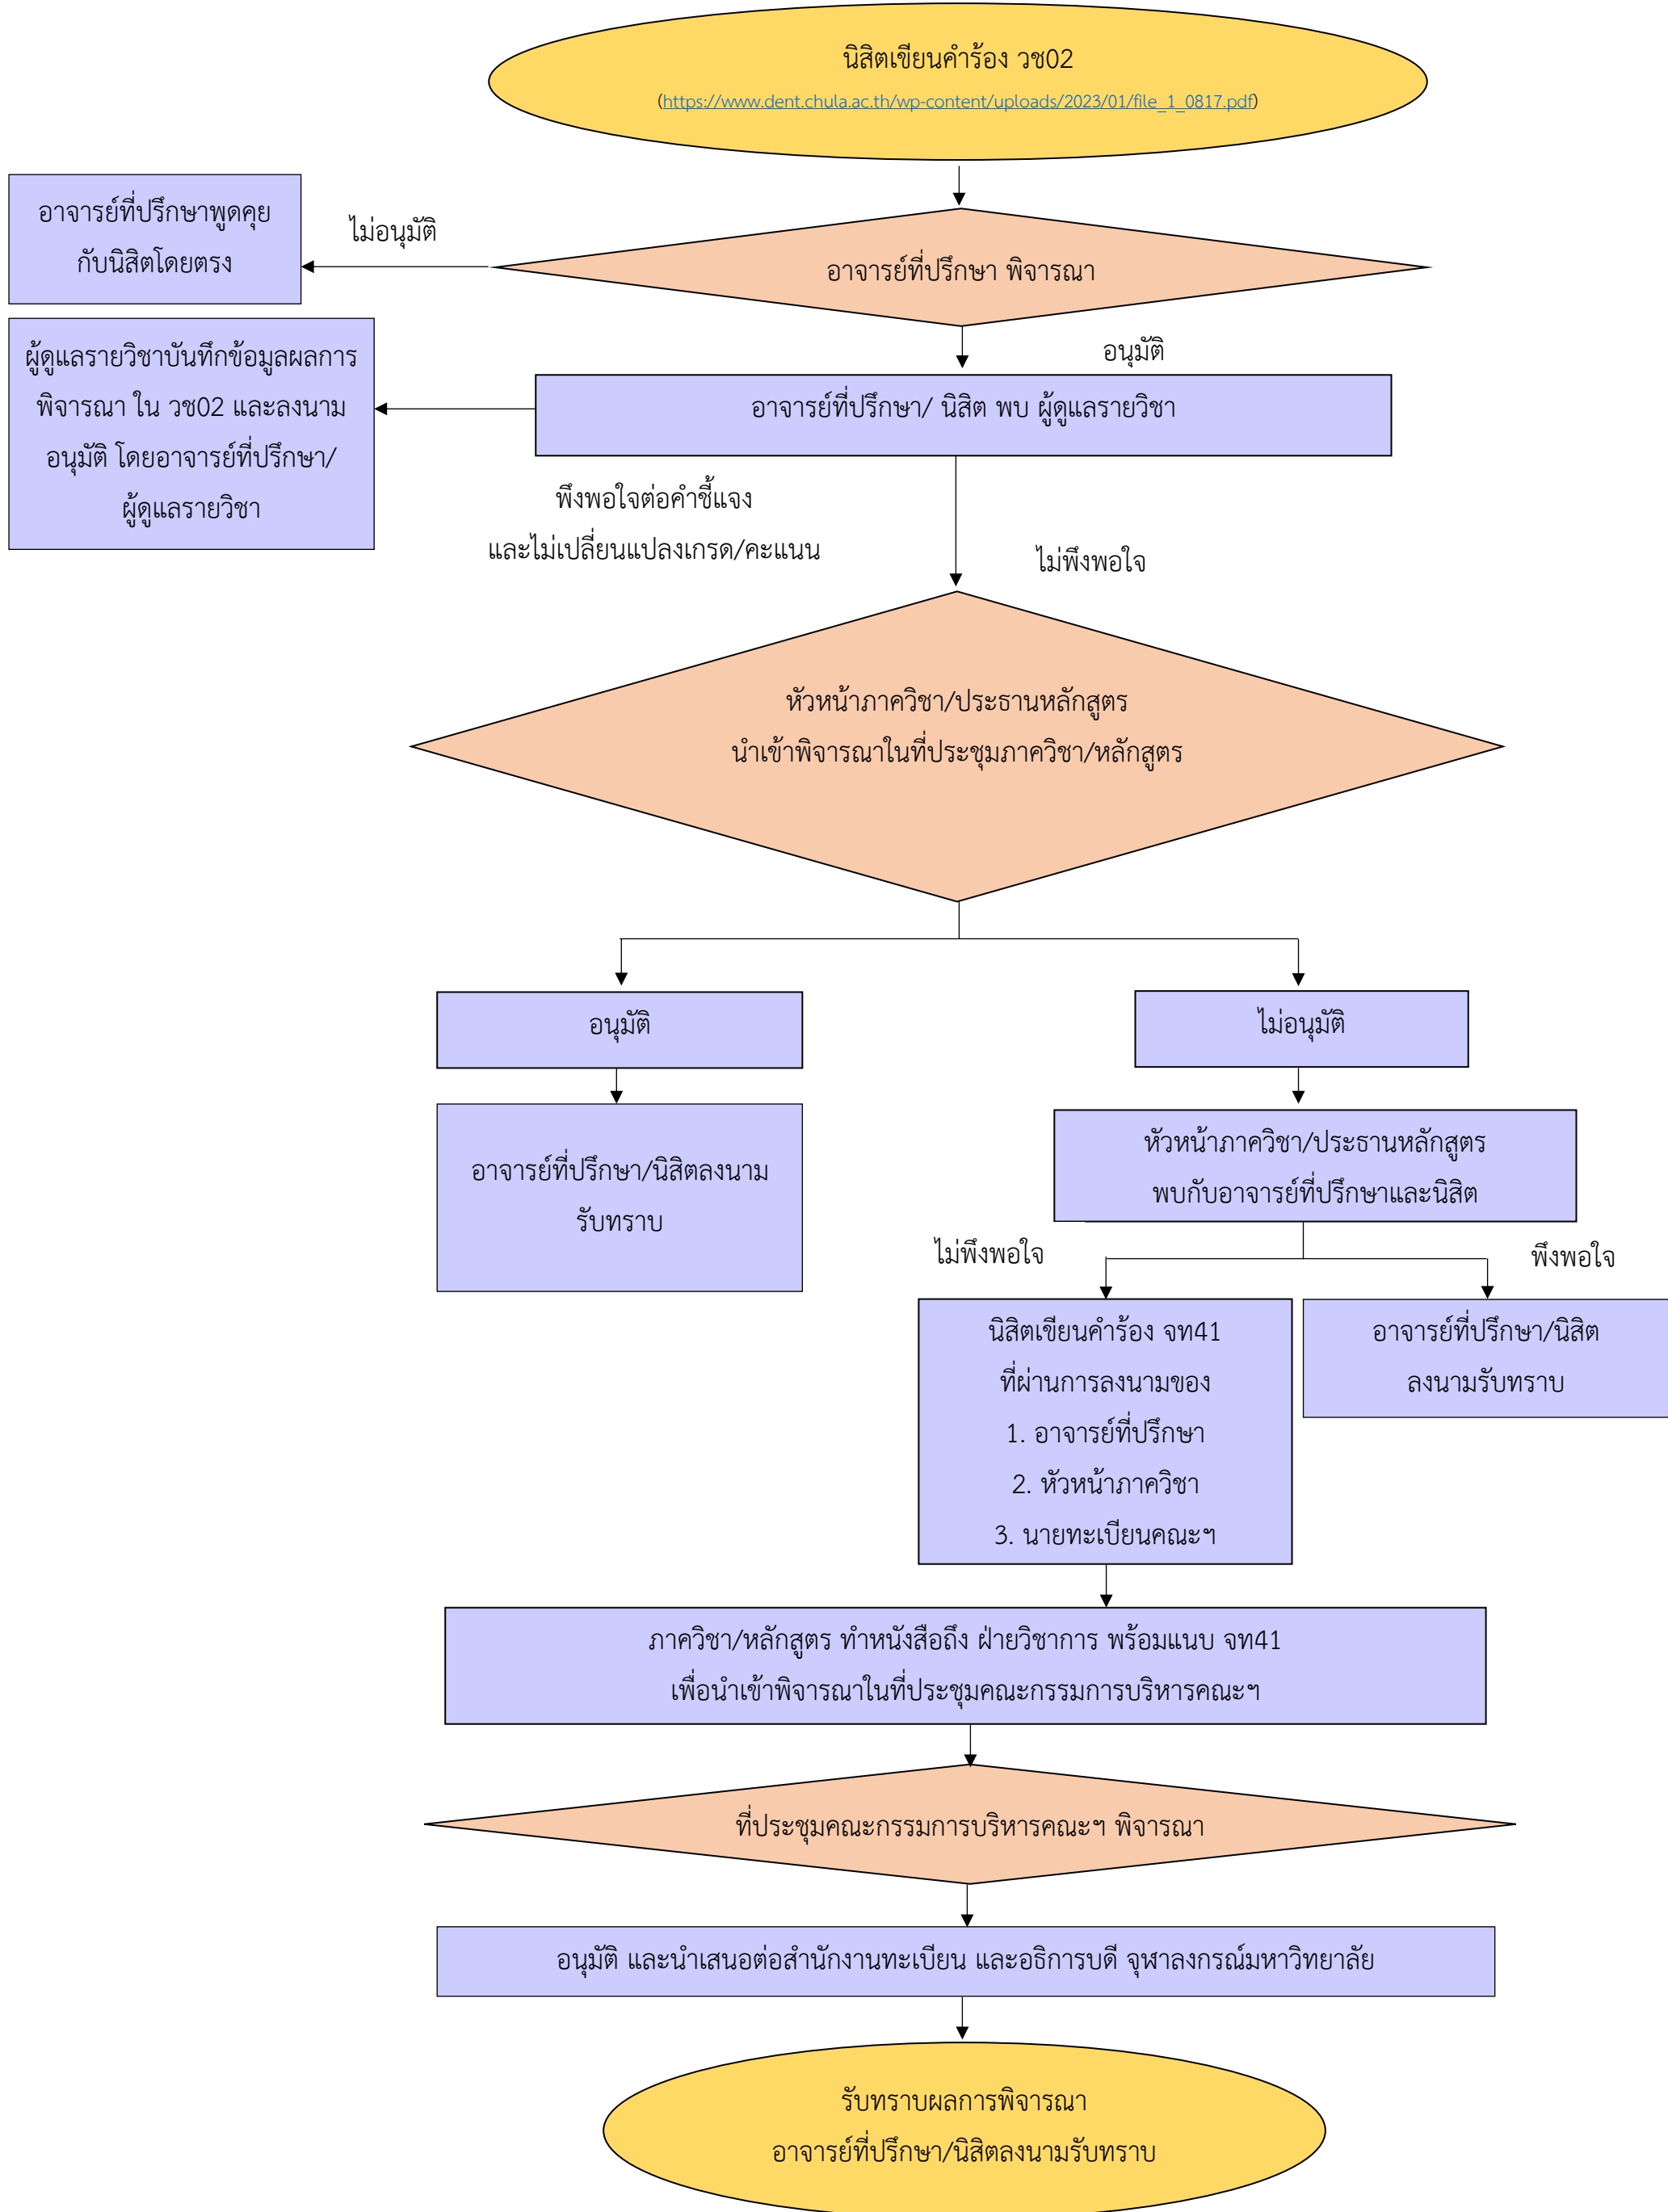 นิสิตเขียนคำร้อง วช02
(https://www.dent.chula.ac.th/wp-content/uploads/2023/01/file_1_0817.pdf)
อาจารย์ที่ปรึกษาพูดคุย
กับนิสิตโดยตรง
ไม่อนุมัติ
อาจารย์ที่ปรึกษา พิจารณา
อนุมัติ
ผู้ดูแลรายวิชาบันทึกข้อมูลผลการ
พิจารณา ใน วช02 และลงนาม
อนุมัติ โดยอาจารย์ที่ปรึกษา/
ผู้ดูแลรายวิชา
อาจารย์ที่ปรึกษา/ นิสิต พบ ผู้ดูแลรายวิชา
พึงพอใจต่อคำชี้แจง
และไม่เปลี่ยนแปลงเกรด/คะแนน
ไม่พึงพอใจ
หัวหน้าภาควิชา/ประธานหลักสูตร
นำเข้าพิจารณาในที่ประชุมภาควิชา/หลักสูตร
อนุมัติ
ไม่อนุมัติ
อาจารย์ที่ปรึกษา/นิสิตลงนาม
รับทราบ
หัวหน้าภาควิชา/ประธานหลักสูตร
พบกับอาจารย์ที่ปรึกษาและนิสิต
ไม่พึงพอใจ
พึงพอใจ
นิสิตเขียนคำร้อง จท41
ที่ผ่านการลงนามของ
1. อาจารย์ที่ปรึกษา
2. หัวหน้าภาควิชา
3. นายทะเบียนคณะฯ
อาจารย์ที่ปรึกษา/นิสิต
ลงนามรับทราบ
ภาควิชา/หลักสูตร ทำหนังสือถึง ฝ่ายวิชาการ พร้อมแนบ จท41
เพื่อนำเข้าพิจารณาในที่ประชุมคณะกรรมการบริหารคณะฯ
ที่ประชุมคณะกรรมการบริหารคณะฯ พิจารณา
อนุมัติ และนำเสนอต่อสำนักงานทะเบียน และอธิการบดี จุฬาลงกรณ์มหาวิทยาลัย
รับทราบผลการพิจารณา
อาจารย์ที่ปรึกษา/นิสิตลงนามรับทราบ